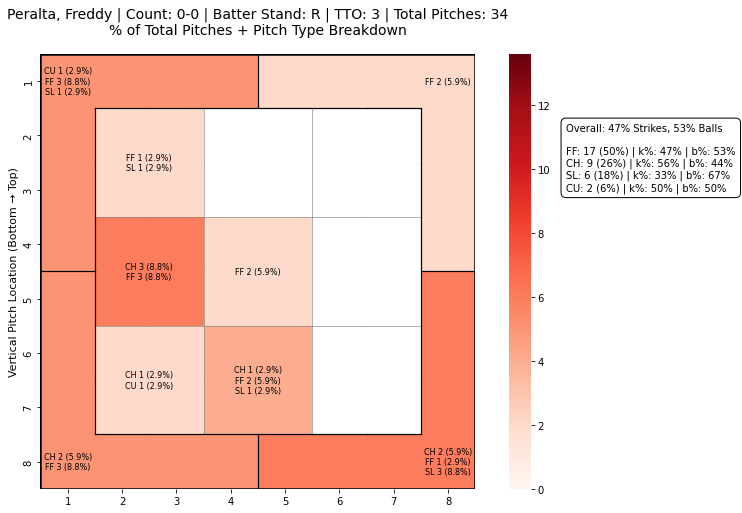 Peralta, Freddy | Count: 0-0 | Batter Stand: R | TTO: 3 | Total Pitches: 34
% of Total Pitches + Pitch Type Breakdown
CU 1 (2.9%)
FF 3 (8.8%)
SL 1 (2.9%)
FF 2 (5.9%)
FF 1 (2.9%)
SL 1 (2.9%)
CH 3 (8.8%)
FF 3 (8.8%)
FF 2 (5.9%)
CH 1 (2.9%)
CU 1 (2.9%)
CH 1 (2.9%)
FF 2 (5.9%)
SL 1 (2.9%)
CH 2 (5.9%)
FF 3 (8.8%)
CH 2 (5.9%)
FF 1 (2.9%)
SL 3 (8.8%)
Vertical Pitch Location (Bottom → Top)
1
2
3
4
5
6
7
8
1 2 3 4 5 6 7 8
12
10
8
6
4
2
0
Overall: 47% Strikes, 53% Balls
FF: 17 (50%) | k%: 47% | b%: 53%
CH: 9 (26%) | k%: 56% | b%: 44%
SL: 6 (18%) | k%: 33% | b%: 67%
CU: 2 (6%) | k%: 50% | b%: 50%